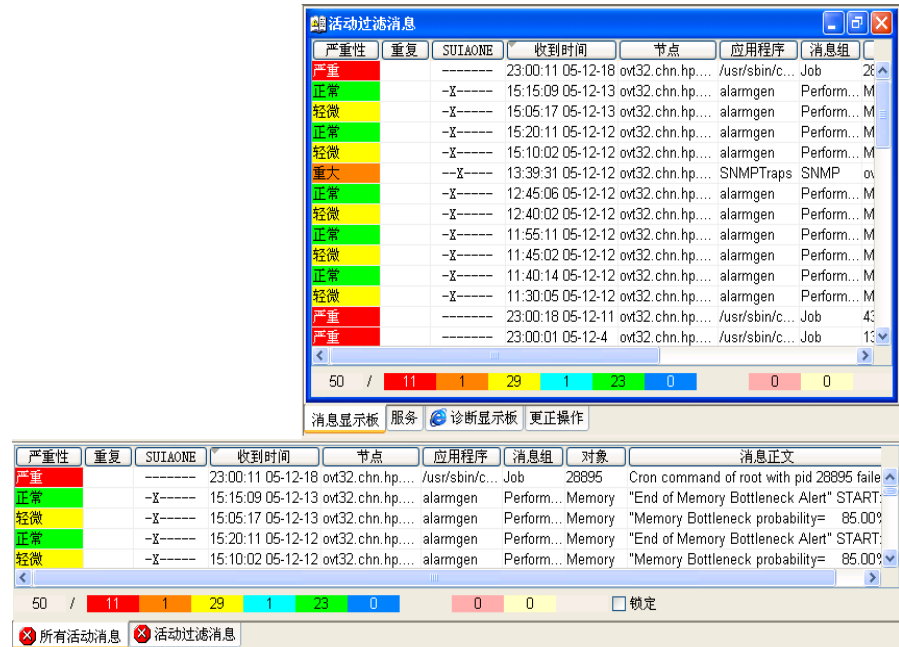 活动过滤消息
严重性 重复 SUIAONE 收到时间 节点 应用程序 消息组
严重 ------- 23:00:11 05-12-18 ovt32.chn.hp.... /usr/sbin/c... Job 28
正常 -X----- 15:15:09 05-12-13 ovt32.chn.hp.... alarmgen Perform... M
轻微 -X----- 15:05:17 05-12-13 ovt32.chn.hp.... alarmgen Perform... M
正常 -X----- 15:20:11 05-12-12 ovt32.chn.hp.... alarmgen Perform... M
轻微 -X----- 15:10:02 05-12-12 ovt32.chn.hp.... alarmgen Perform... M
重大 --X---- 13:39:31 05-12-12 ovt32.chn.hp.... SNMPTraps SNMP ov
正常 -X----- 12:45:06 05-12-12 ovt32.chn.hp.... alarmgen Perform... M
轻微 -X----- 12:40:02 05-12-12 ovt32.chn.hp.... alarmgen Perform... M
正常 -X----- 11:55:11 05-12-12 ovt32.chn.hp.... alarmgen Perform... M
轻微 -X----- 11:45:02 05-12-12 ovt32.chn.hp.... alarmgen Perform... M
正常 -X----- 11:40:14 05-12-12 ovt32.chn.hp.... alarmgen Perform... M
轻微 -X----- 11:30:05 05-12-12 ovt32.chn.hp.... alarmgen Perform... M
严重 ------- 23:00:18 05-12-11 ovt32.chn.hp.... /usr/sbin/c... Job 43
严重 ------- 23:00:01 05-12-4 ovt32.chn.hp.... /usr/sbin/c... Job 13
50 / 11 1 29 1 23 0 0 0
消息显示板 服务 诊断显示板 更正操作
严重性 重复 SUIAONE 收到时间 节点 应用程序 消息组 对象 消息正文
严重 ------- 23:00:11 05-12-18 ovt32.chn.hp.... /usr/sbin/c... Job 28895 Cron command of root with pid 28895 faile
正常 -X----- 15:15:09 05-12-13 ovt32.chn.hp.... alarmgen Perform... Memory "End of Memory Bottleneck Alert" START:
轻微 -X----- 15:05:17 05-12-13 ovt32.chn.hp.... alarmgen Perform... Memory "Memory Bottleneck probability= 85.00%
正常 -X----- 15:20:11 05-12-12 ovt32.chn.hp.... alarmgen Perform... Memory "End of Memory Bottleneck Alert" START:
轻微 -X----- 15:10:02 05-12-12 ovt32.chn.hp.... alarmgen Perform... Memory "Memory Bottleneck probability= 85.00%
50 / 11 1 29 1 23 0 0 0 锁定
所有活动消息 活动过滤消息